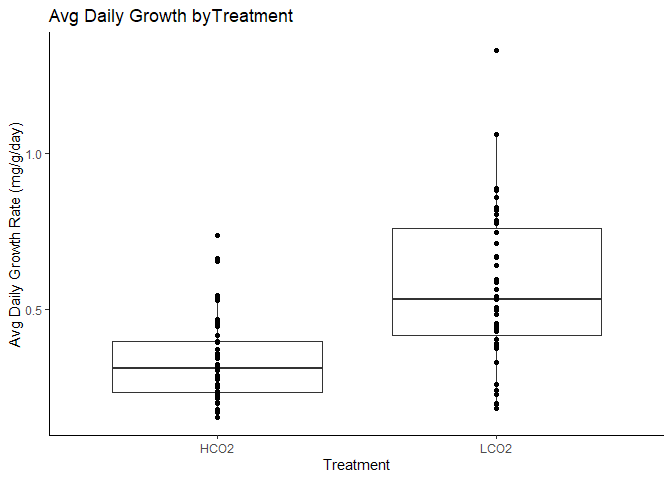 Avg Daily Growth byTreatment
Avg Daily Growth Rate (mg/g/day)
1.0
0.5
HCO2
LCO2
Treatment